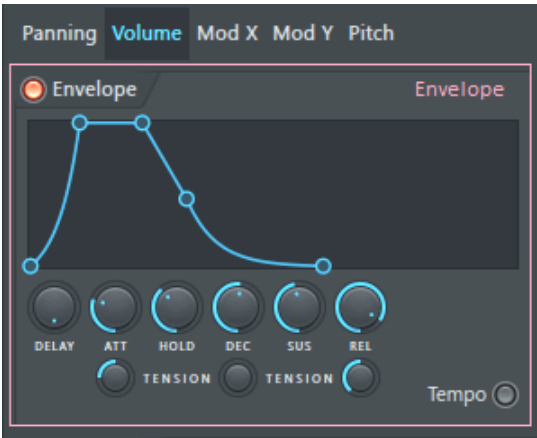 Panning Volume Mod X Mod Y Pitch
Envelope Envelope
DELAY ATT HOLD DEC SUS REL
TENSION TENSION
Tempo